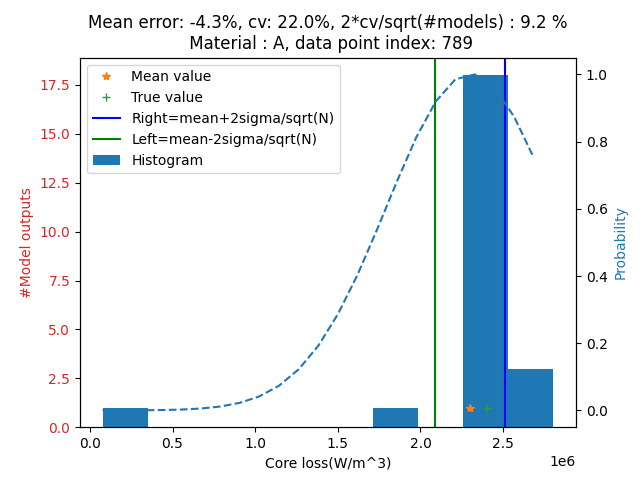 Mean error: -4.3%, cv: 22.0%, 2*cv/sqrt(#models) : 9.2 %
Material : A, data point index: 789
Mean value
True value
Right=mean+2sigma/sqrt(N)
Left=mean-2sigma/sqrt(N)
Histogram
17.5
15.0
12.5
10.0
7.5
5.0
2.5
0.0
#Model outputs
1.0
0.8
0.6
0.4
0.2
0.0
Probability
0.0 0.5 1.0 1.5 2.0 2.5
1e6
Core loss(W/m^3)